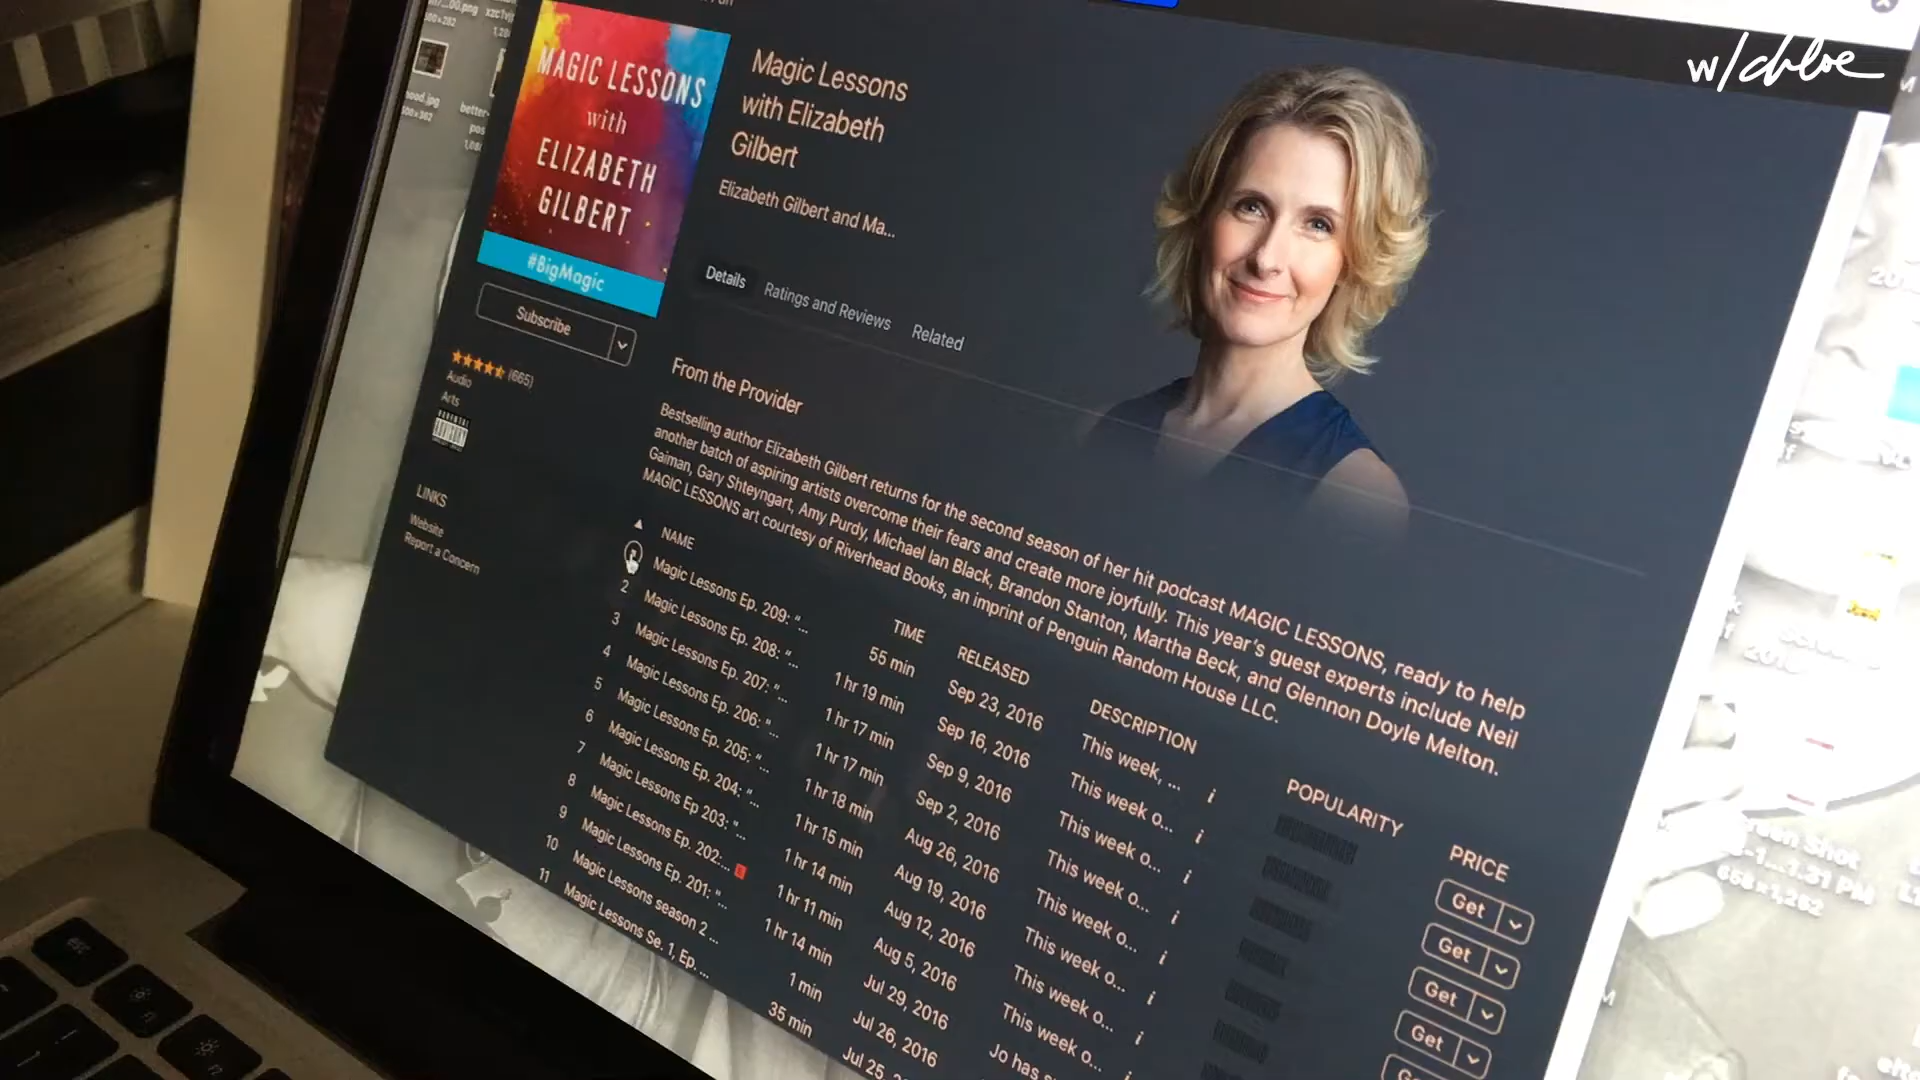 w/chloe
MAGIC LESSONS
with
ELIZABETH
GILBERT
#BigMagic
Magic Lessons
with Elizabeth
Gilbert
Elizabeth Gilbert and Ma...
Subscribe
(665)
Audio
Arts
LINKS
Website
Report a Concern
Details
Ratings and Reviews
Related
From the Provider
Bestselling author Elizabeth Gilbert returns for the second season of her hit podcast MAGIC LESSONS, ready to help
another batch of aspiring artists overcome their fears and create more joyfully. This year's guest experts include Neil
Gaiman, Gary Shteyngart, Amy Purdy, Michael Ian Black, Brandon Stanton, Martha Beck, and Glennon Doyle Melton.
MAGIC LESSONS art courtesy of Riverhead Books, an imprint of Penguin Random House LLC.
NAME TIME RELEASED DESCRIPTION POPULARITY PRICE
Magic Lessons Ep. 209: “... 55 min Sep 23, 2016 This week, ... i Get
2 Magic Lessons Ep. 208: “... 1 hr 19 min Sep 16, 2016 This week o... i Get
3 Magic Lessons Ep. 207: “... 1 hr 17 min Sep 9, 2016 This week o... i Get
4 Magic Lessons Ep. 206: “... 1 hr 17 min Sep 2, 2016 This week o... i Get
5 Magic Lessons Ep. 205: “... 1 hr 18 min Aug 26, 2016 This week o... i
6 Magic Lessons Ep. 204: “... 1 hr 15 min Aug 19, 2016 This week o... i
7 Magic Lessons Ep 203: “... 1 hr 14 min Aug 12, 2016 This week o... i
8 Magic Lessons Ep. 202:... 1 hr 11 min Aug 5, 2016 This week o... i
9 Magic Lessons Ep. 201: “... 1 hr 14 min Jul 29, 2016 Jo has
10 Magic Lessons season 2 ... 1 min Jul 26, 2016
11 Magic Lessons Se. 1, Ep. ... 35 min Jul 25,
esc